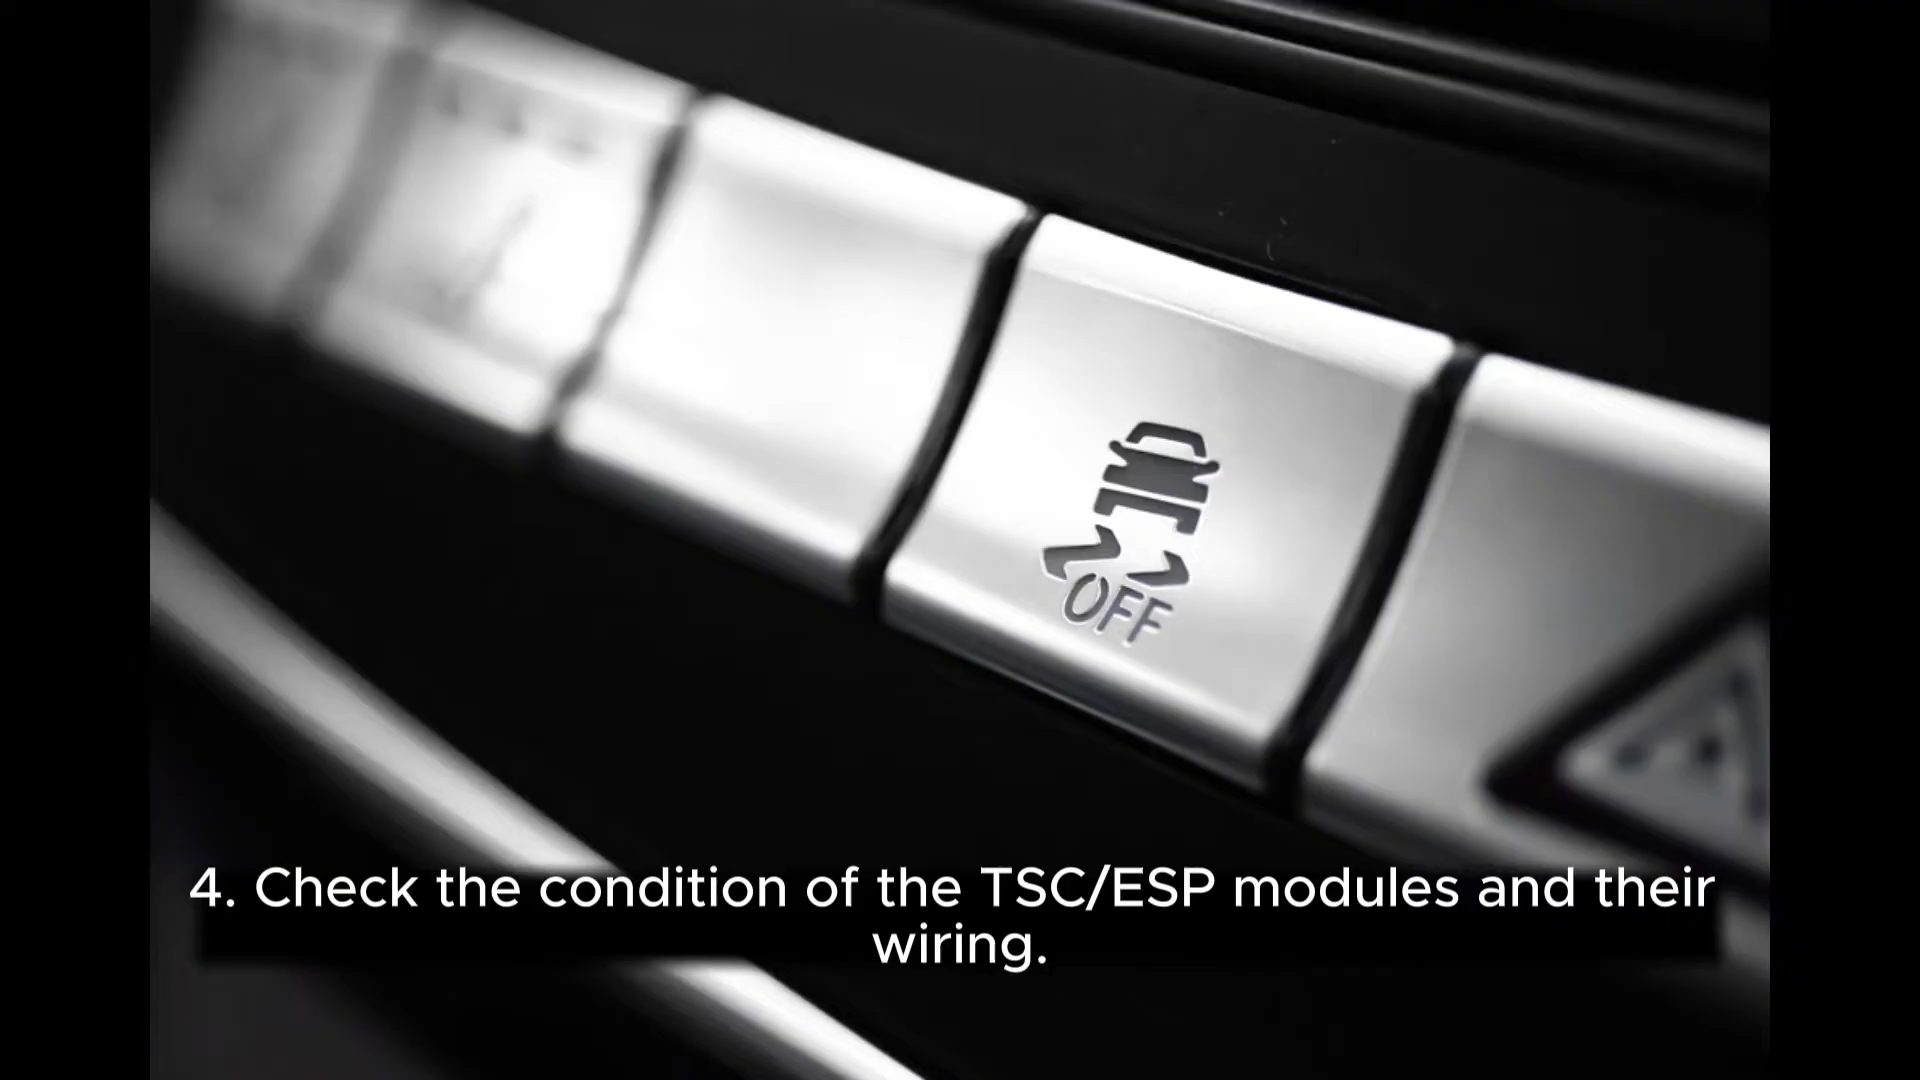 OFF
4. Check the condition of the TSC/ESP modules and their
wiring.